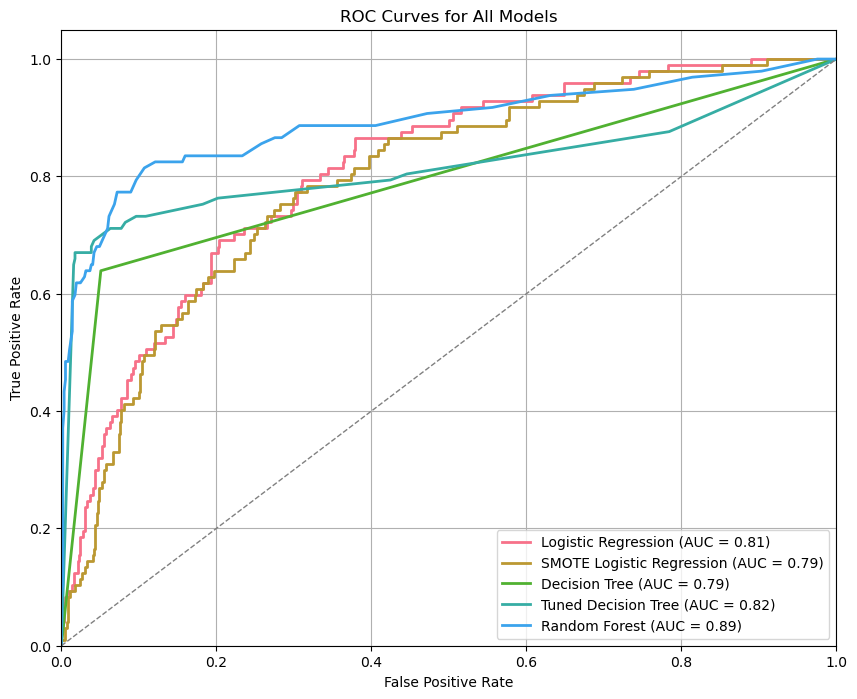 ROC Curves for All Models
True Positive Rate
1.0
0.8
0.6
0.4
0.2
0.0
Logistic Regression (AUC = 0.81)
SMOTE Logistic Regression (AUC = 0.79)
Decision Tree (AUC = 0.79)
Tuned Decision Tree (AUC = 0.82)
Random Forest (AUC = 0.89)
0.0 0.2 0.4 0.6 0.8 1.0
False Positive Rate